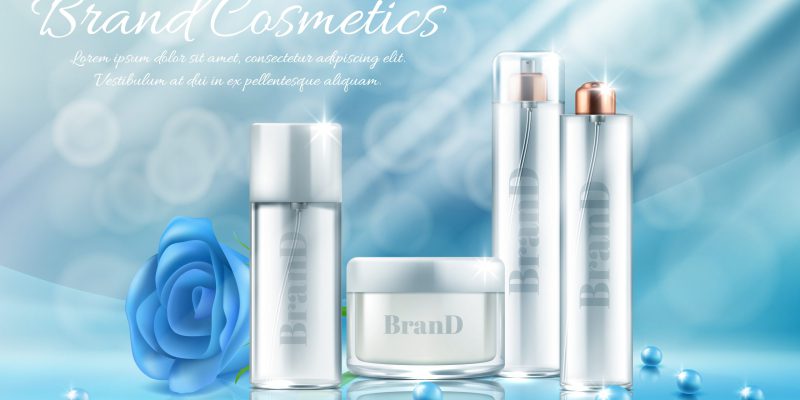 Brand Cosmetics
Lorem ipsum dolor sit amet, consectetur adipiscing elit.
Vestibulum at dui in ex pellentesque aliquam.
BranD
BranD
BranD
BranD